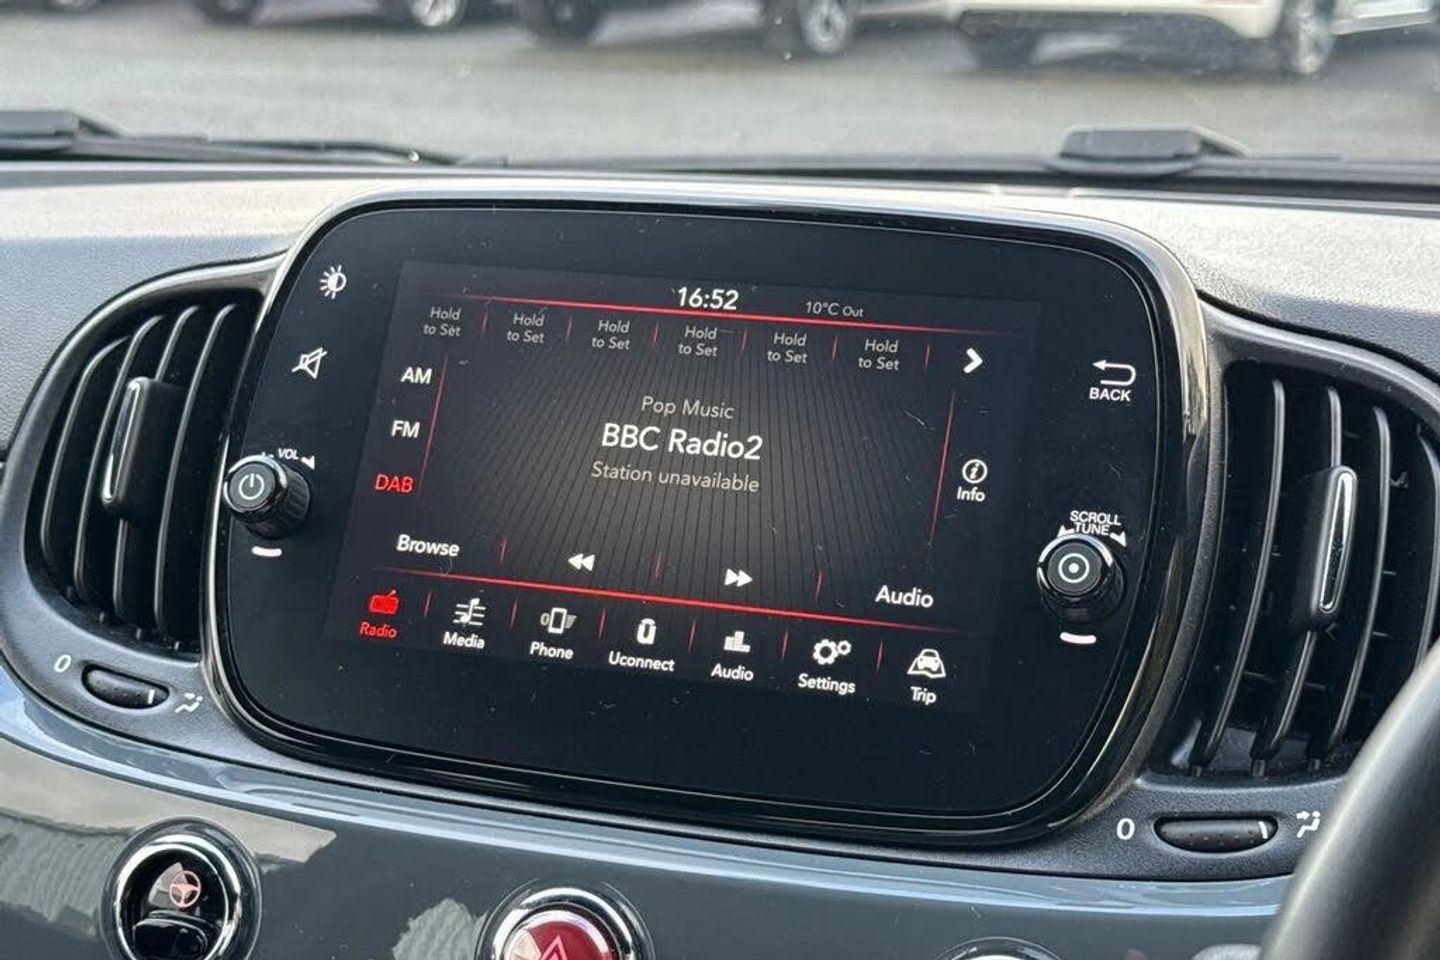 16:52
10°C Out
Hold to Set
Hold to Set
Hold to Set
Hold to Set
Hold to Set
Hold to Set
AM
FM
DAB
Pop Music
BBC Radio2
Station unavailable
Info
BACK
VOL
SCROLL
TUNE
Browse
Audio
Radio
Media
Phone
Uconnect
Audio
Settings
Trip
0
0